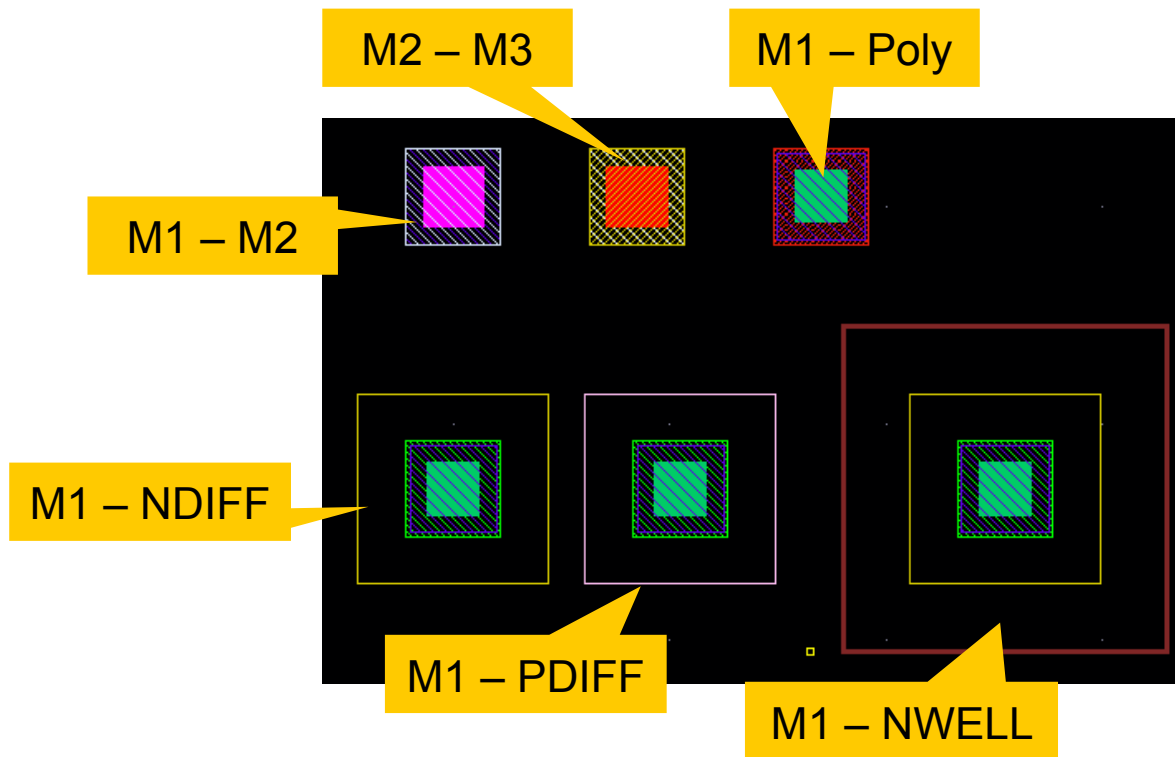 M2 – M3
M1 – Poly
M1 – M2
M1 – NDIFF
M1 – PDIFF
M1 – NWELL